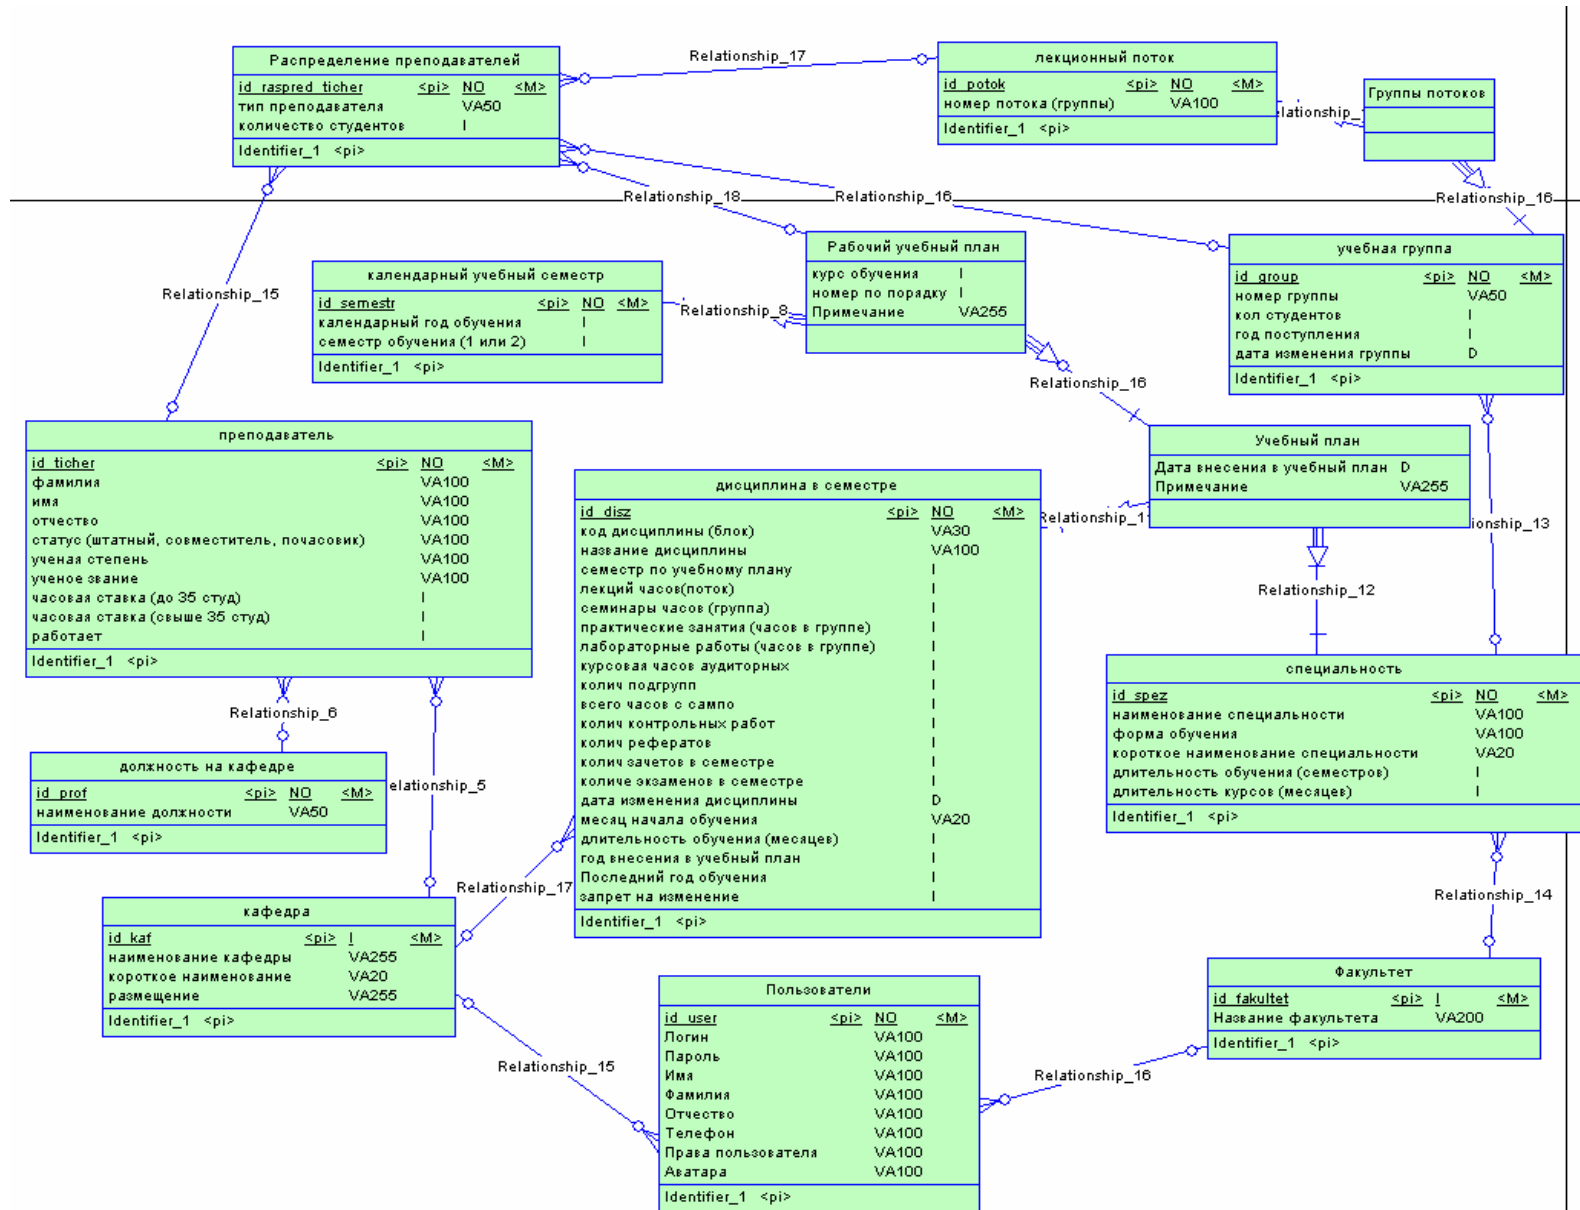 Распределение преподавателей
id_raspred_ticher <pi> NO <M>
тип преподавателя VA50
количество студентов I
Identifier_1 <pi>
Relationship_17
лекционный поток
id_potok <pi> NO <M>
номер потока (группы) VA100
Identifier_1 <pi>
elationship_
Группы потоков
Relationship_18
Relationship_16
Relationship_16
Relationship_15
календарный учебный семестр
id_semestr <pi> NO <M>
календарный год обучения I
семестр обучения (1 или 2) I
Identifier_1 <pi>
Relationship_8
Рабочий учебный план
курс обучения I
номер по порядку I
Примечание VA255
Relationship_16
учебная группа
id_group <pi> NO <M>
номер группы VA50
кол студентов I
год поступления I
дата изменения группы D
Identifier_1 <pi>
преподаватель
id_ticher <pi> NO <M>
фамилия VA100
имя VA100
отчество VA100
статус (штатный, совместитель, почасовик) VA100
ученая степень VA100
ученое звание VA100
часовая ставка (до 35 студ) I
часовая ставка (свыше 35 студ) I
работает I
Identifier_1 <pi>
Учебный план
Дата внесения в учебный план D
Примечание VA255
Relationship_1
ionship_13
Relationship_12
дисциплина в семестре
id_disz <pi> NO <M>
код дисциплины (блок) VA30
название дисциплины VA100
семестр по учебному плану I
лекций часов(поток) I
семинары часов (группа) I
практические занятия (часов в группе) I
лабораторные работы (часов в группе) I
курсовая часов аудиторных I
колич подгрупп I
всего часов с сампо I
колич контрольных работ I
колич рефератов I
колич зачетов в семестре I
количе экзаменов в семестре I
дата изменения дисциплины D
месяц начала обучения VA20
длительность обучения (месяцев) I
год внесения в учебный план I
Последний год обучения I
запрет на изменение I
Identifier_1 <pi>
специальность
id_spez <pi> NO <M>
наименование специальности VA100
форма обучения VA100
короткое наименование специальности VA20
длительность обучения (семестров) I
длительность курсов (месяцев) I
Identifier_1 <pi>
Relationship_6
должность на кафедре
id_prof <pi> NO <M>
наименование должности VA50
Identifier_1 <pi>
elationship_5
Relationship_17
Relationship_14
кафедра
id_kaf <pi> I <M>
наименование кафедры VA255
короткое наименование VA20
размещение VA255
Identifier_1 <pi>
Relationship_15
Пользователи
id_user <pi> NO <M>
Логин VA100
Пароль VA100
Имя VA100
Фамилия VA100
Отчество VA100
Телефон VA100
Права пользователя VA100
Аватара VA100
Identifier_1 <pi>
Relationship_16
Факультет
id_fakultet <pi> I <M>
Название факультета VA200
Identifier_1 <pi>